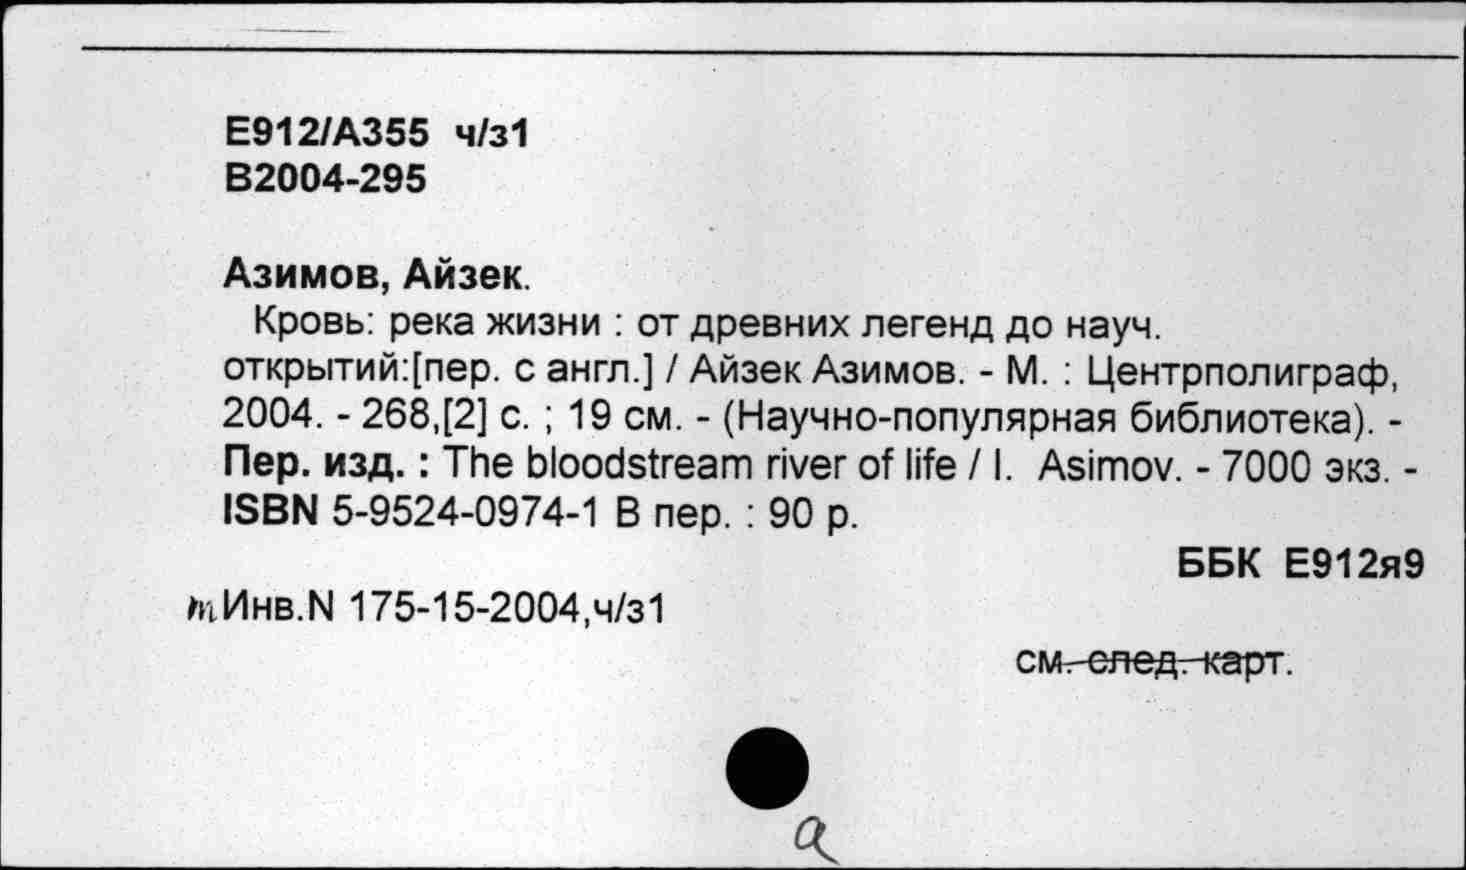 Е912/А355 ч/з1
В2004-295
Азимов, Айзек.
Кровь: река жизни : от древних легенд до науч.
открытий:[пер. с англ.] / Айзек Азимов. - М. : Центрполиграф,
2004. - 268,[2] с. ; 19 см. - (Научно-популярная библиотека). -
Пер. изд. : The bloodstream river of life / I. Asimov. - 7000 экз. -
ISBN 5-9524-0974-1 В пер. : 90 р.
ББК Е912я9
т Инв.N 175-15-2004,ч/з1
см. след. карт.
a